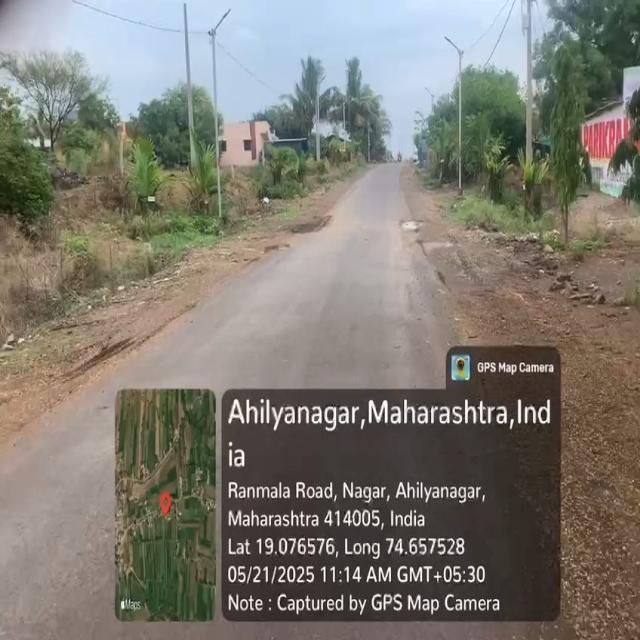 PARIKRAM
GPS Map Camera
Ahilyanagar,Maharashtra,Ind
ia
Ranmala Road, Nagar, Ahilyanagar,
Maharashtra 414005, India
Lat 19.076576, Long 74.657528
05/21/2025 11:14 AM GMT+05:30
Note : Captured by GPS Map Camera
Maps